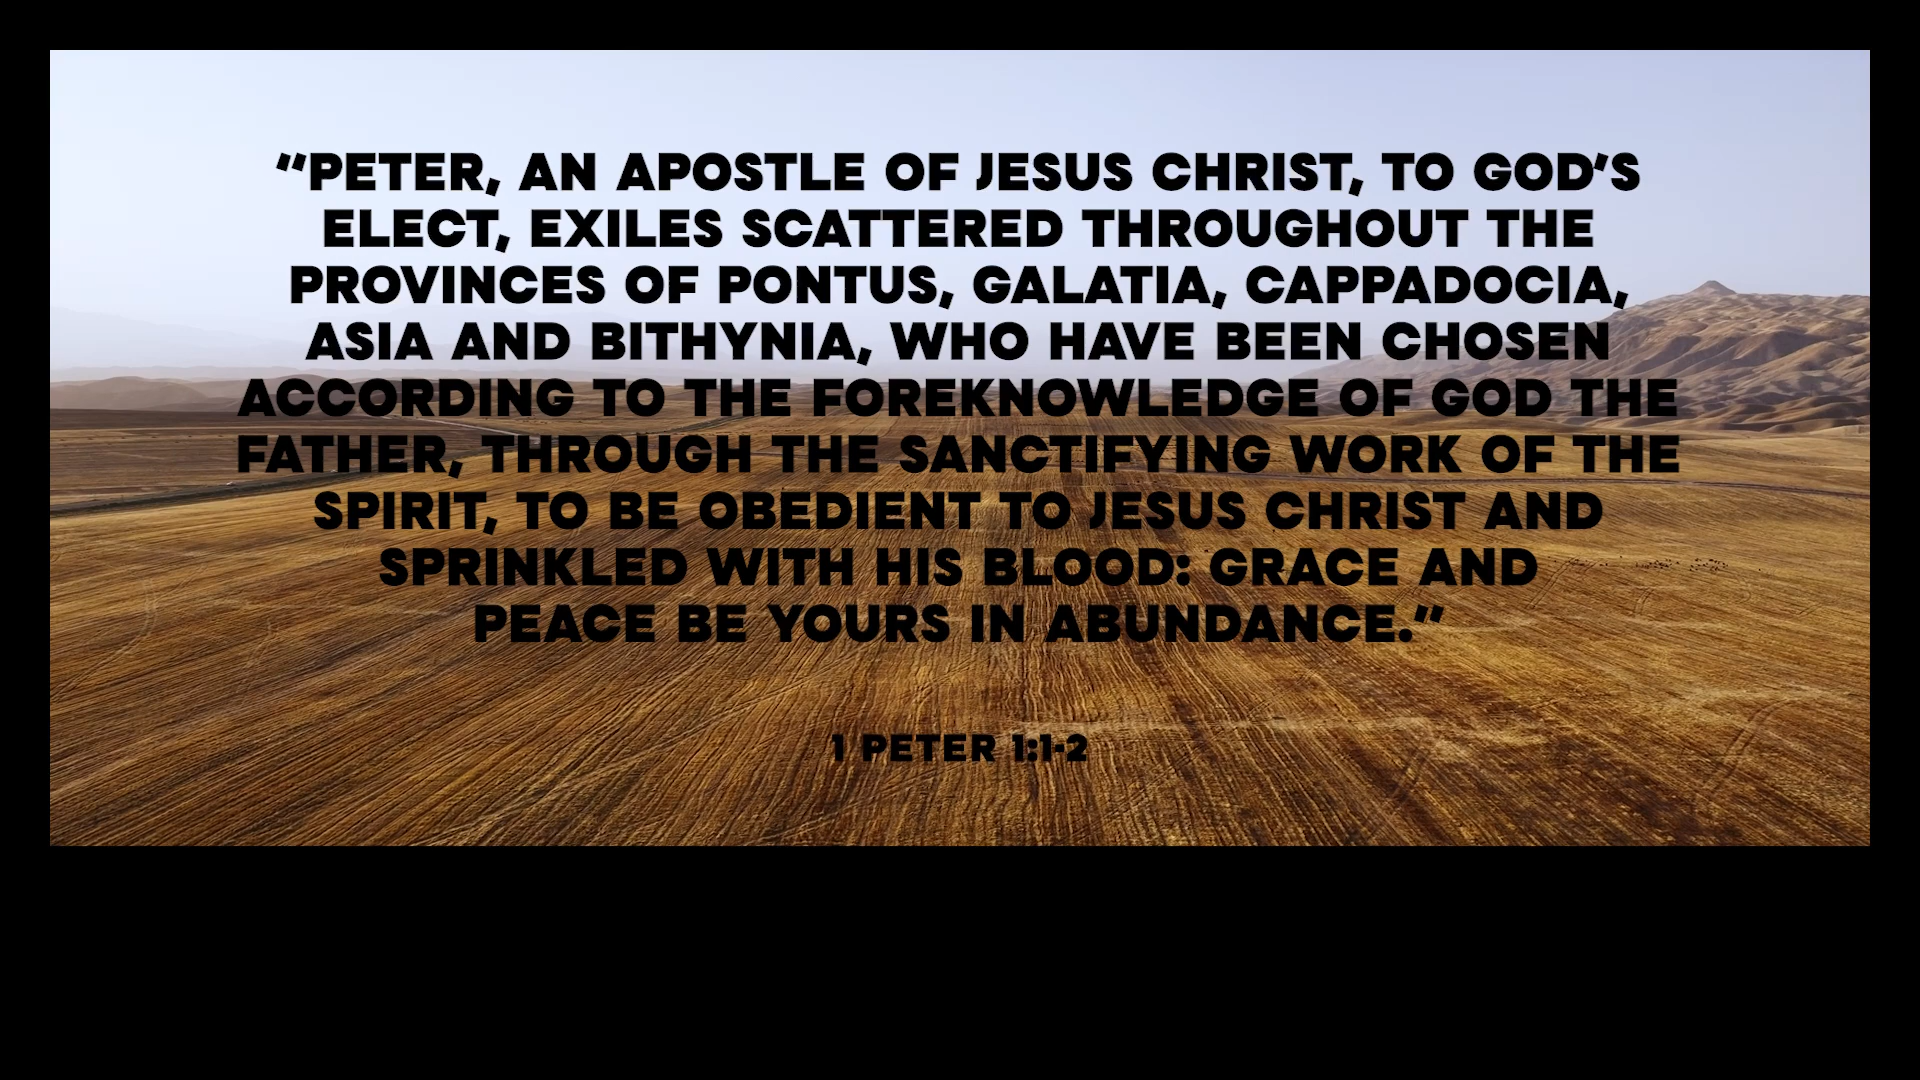 “PETER, AN APOSTLE OF JESUS CHRIST, TO GOD’S
ELECT, EXILES SCATTERED THROUGHOUT THE
PROVINCES OF PONTUS, GALATIA, CAPPADOCIA,
ASIA AND BITHYNIA, WHO HAVE BEEN CHOSEN
ACCORDING TO THE FOREKNOWLEDGE OF GOD THE
FATHER, THROUGH THE SANCTIFYING WORK OF THE
SPIRIT, TO BE OBEDIENT TO JESUS CHRIST AND
SPRINKLED WITH HIS BLOOD: GRACE AND
PEACE BE YOURS IN ABUNDANCE.”
1 PETER 1:1-2